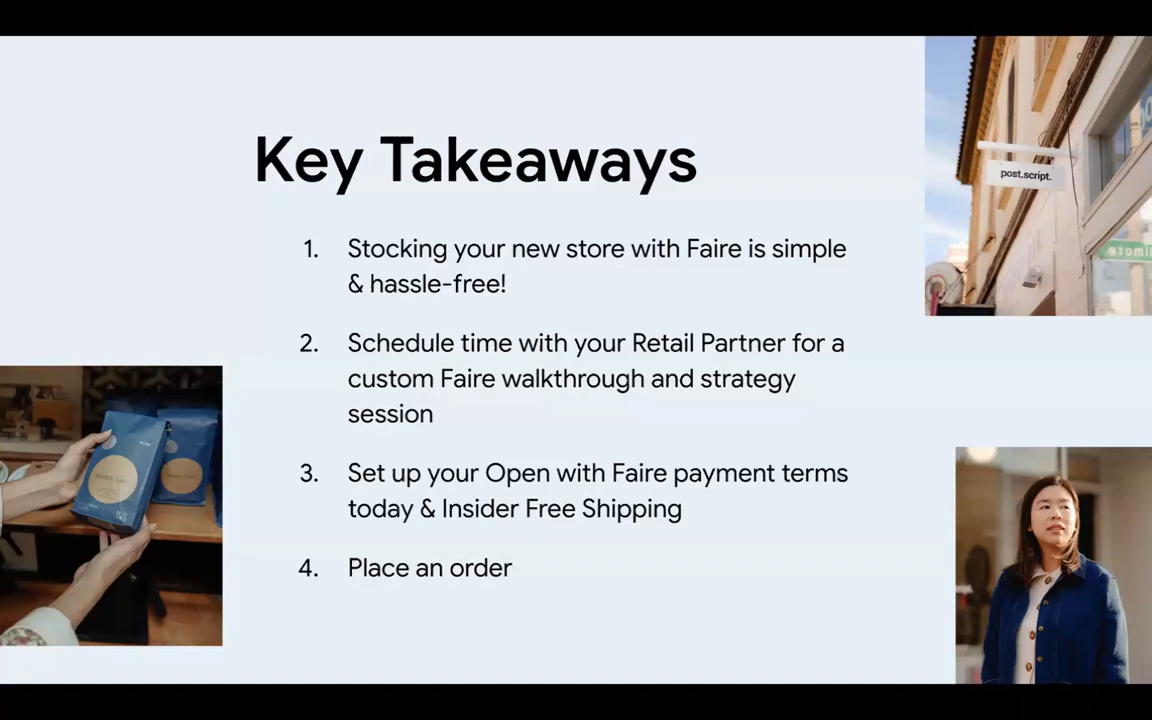 Key Takeaways
1. Stocking your new store with Faire is simple
& hassle-free!
2. Schedule time with your Retail Partner for a
custom Faire walkthrough and strategy
session
3. Set up your Open with Faire payment terms
today & Insider Free Shipping
4. Place an order
post.script.